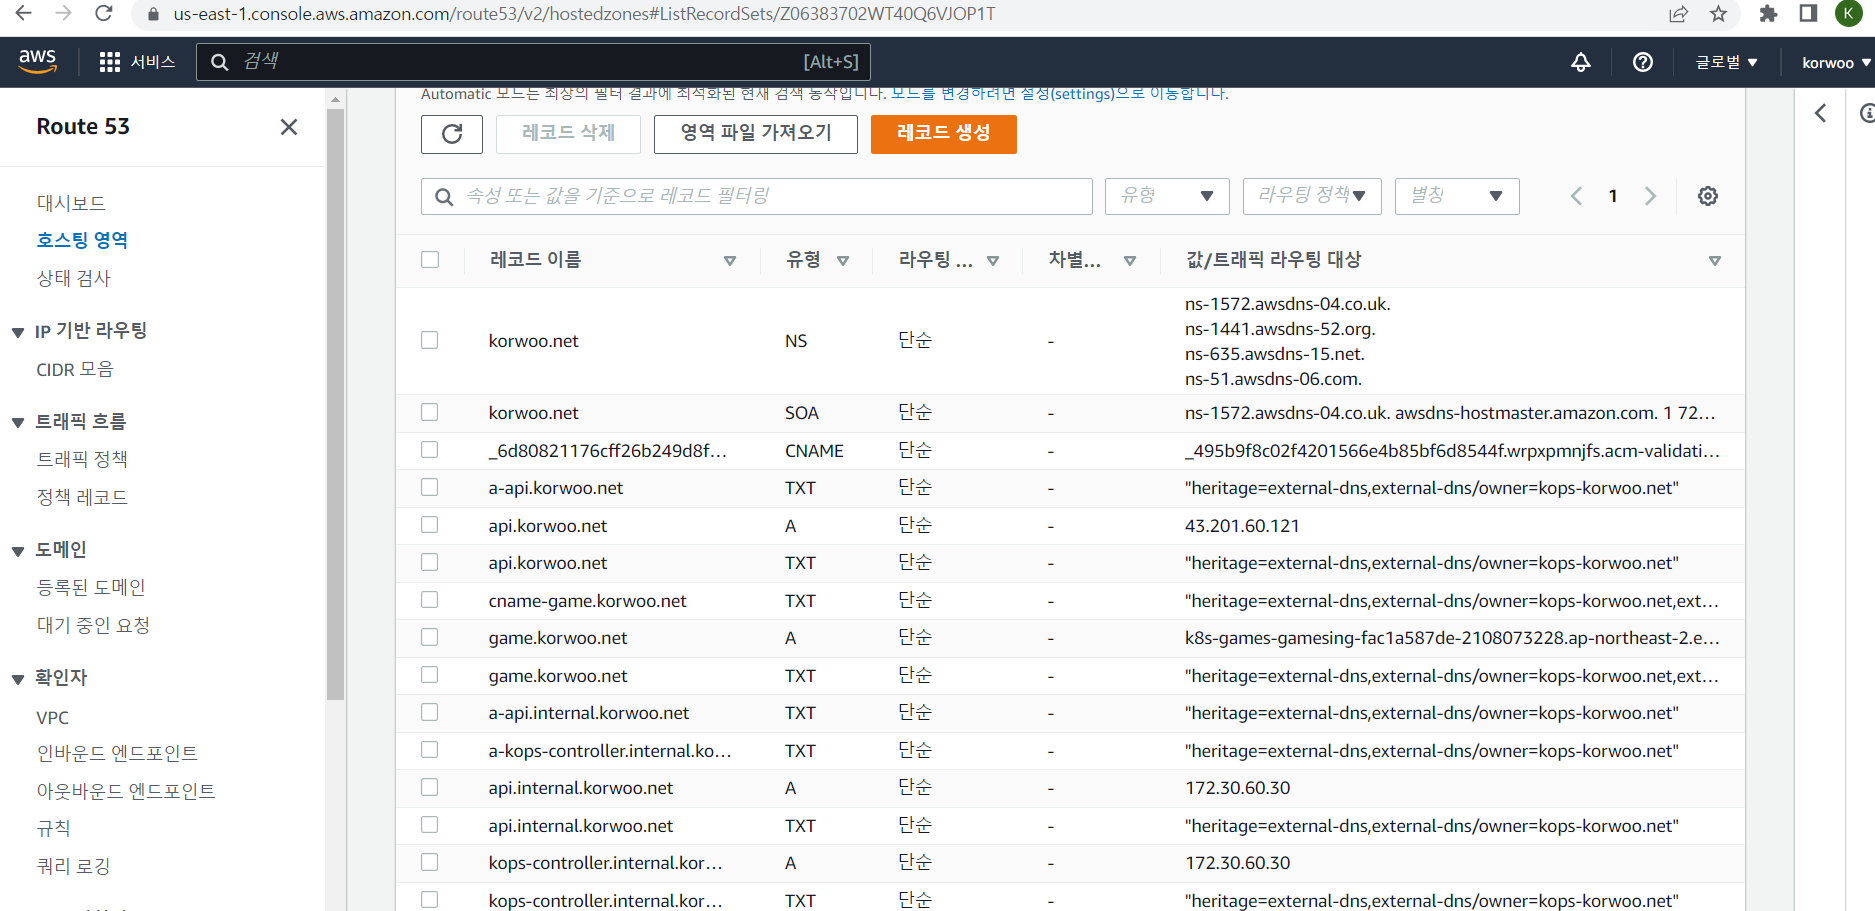 us-east-1.console.aws.amazon.com/route53/v2/hostedzones#ListRecordSets/Z06383702WT40Q6VJOP1T
K
aws
서비스
검색
[Alt+S]
글로벌
korwoo
Route 53
대시보드
호스팅 영역
상태 검사
IP 기반 라우팅
CIDR 모음
트래픽 흐름
트래픽 정책
정책 레코드
도메인
등록된 도메인
대기 중인 요청
확인자
VPC
인바운드 엔드포인트
아웃바운드 엔드포인트
규칙
쿼리 로깅
Automatic 모드는 최상의 필터 결과에 최적화된 현재 검색 동작입니다. 모드를 변경하려면 설정(settings)으로 이동합니다.
레코드 삭제
영역 파일 가져오기
레코드 생성
속성 또는 값을 기준으로 레코드 필터링
유형
라우팅 정책
별칭
1
레코드 이름 유형 라우팅 ... 차별... 값/트래픽 라우팅 대상
ns-1572.awsdns-04.co.uk.
ns-1441.awsdns-52.org.
korwoo.net NS 단순 -
ns-635.awsdns-15.net.
ns-51.awsdns-06.com.
korwoo.net SOA 단순 - ns-1572.awsdns-04.co.uk. awsdns-hostmaster.amazon.com. 1 72...
_6d80821176cff26b249d8f... CNAME 단순 - _495b9f8c02f4201566e4b85bf6d8544f.wrpxpmnjfs.acm-validati...
a-api.korwoo.net TXT 단순 - "heritage=external-dns,external-dns/owner=kops-korwoo.net"
api.korwoo.net A 단순 - 43.201.60.121
api.korwoo.net TXT 단순 - "heritage=external-dns,external-dns/owner=kops-korwoo.net"
cname-game.korwoo.net TXT 단순 - "heritage=external-dns,external-dns/owner=kops-korwoo.net,ext...
game.korwoo.net A 단순 - k8s-games-gamesing-fac1a587de-2108073228.ap-northeast-2.e...
game.korwoo.net TXT 단순 - "heritage=external-dns,external-dns/owner=kops-korwoo.net,ext...
a-api.internal.korwoo.net TXT 단순 - "heritage=external-dns,external-dns/owner=kops-korwoo.net"
a-kops-controller.internal.ko... TXT 단순 - "heritage=external-dns,external-dns/owner=kops-korwoo.net"
api.internal.korwoo.net A 단순 - 172.30.60.30
api.internal.korwoo.net TXT 단순 - "heritage=external-dns,external-dns/owner=kops-korwoo.net"
kops-controller.internal.kor... A 단순 - 172.30.60.30
kops-controller.internal.kor... TXT 단순 - "heritage=external-dns,external-dns/owner=kops-korwoo.net"